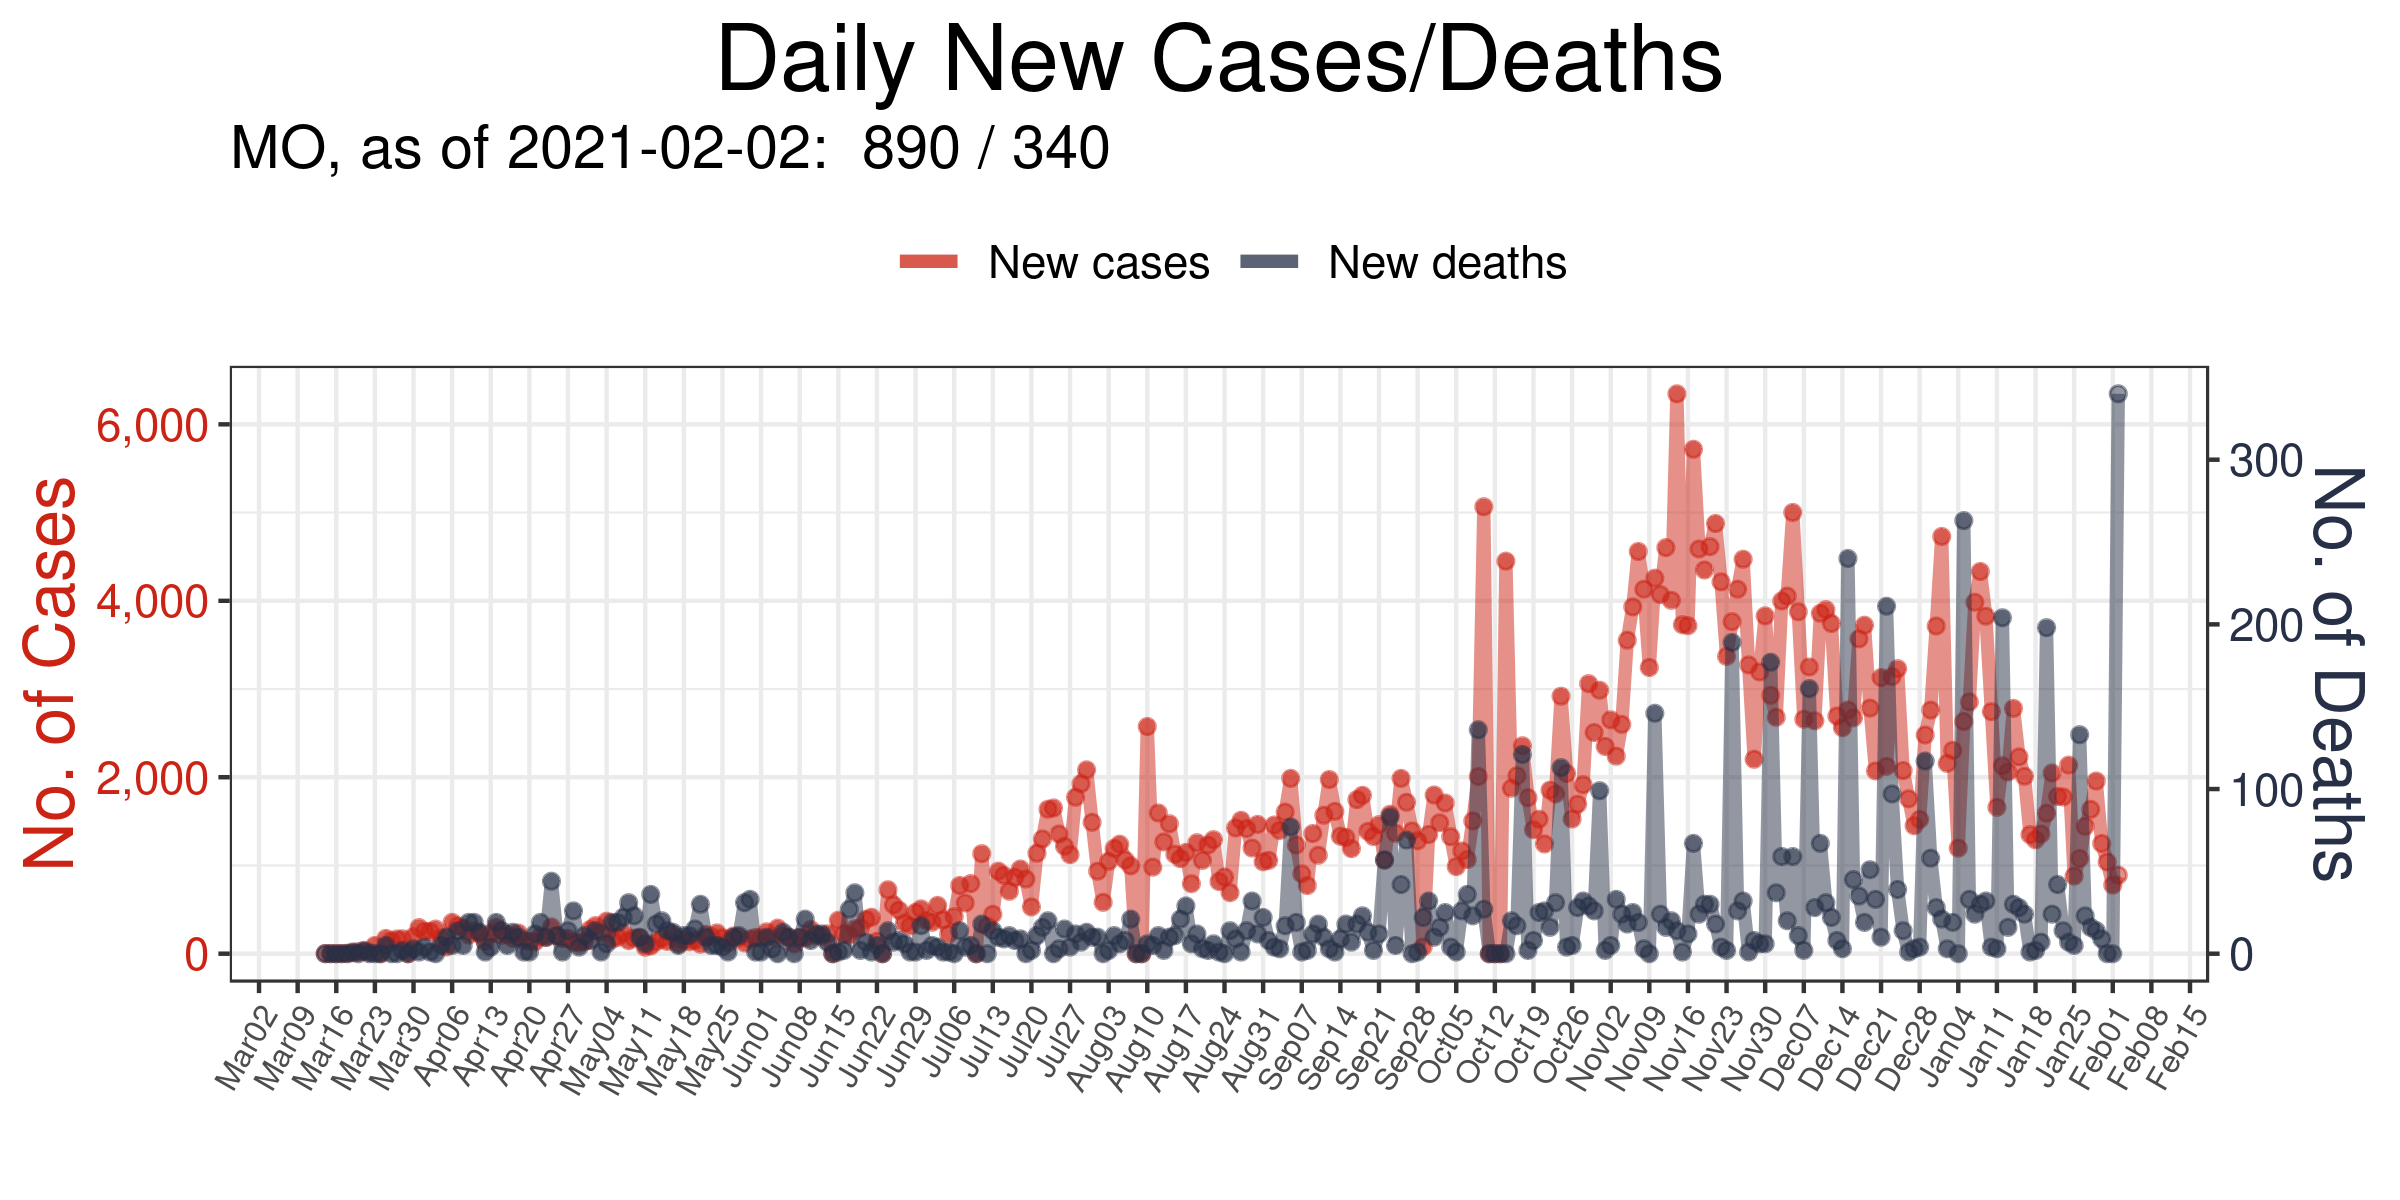 Daily New Cases/Deaths
MO, as of 2021-02-02: 890 / 340
New cases
New deaths
No. of Cases
6,000
4,000
2,000
0
300
200
100
0
No. of Deaths
Mar02
Mar09
Mar16
Mar23
Mar30
Apr06
Apr13
Apr20
Apr27
May04
May11
May18
May25
Jun01
Jun08
Jun15
Jun22
Jun29
Jul06
Jul13
Jul20
Jul27
Aug03
Aug10
Aug17
Aug24
Aug31
Sep07
Sep14
Sep21
Sep28
Oct05
Oct12
Oct19
Oct26
Nov02
Nov09
Nov16
Nov23
Nov30
Dec07
Dec14
Dec21
Dec28
Jan04
Jan11
Jan18
Jan25
Feb01
Feb08
Feb15